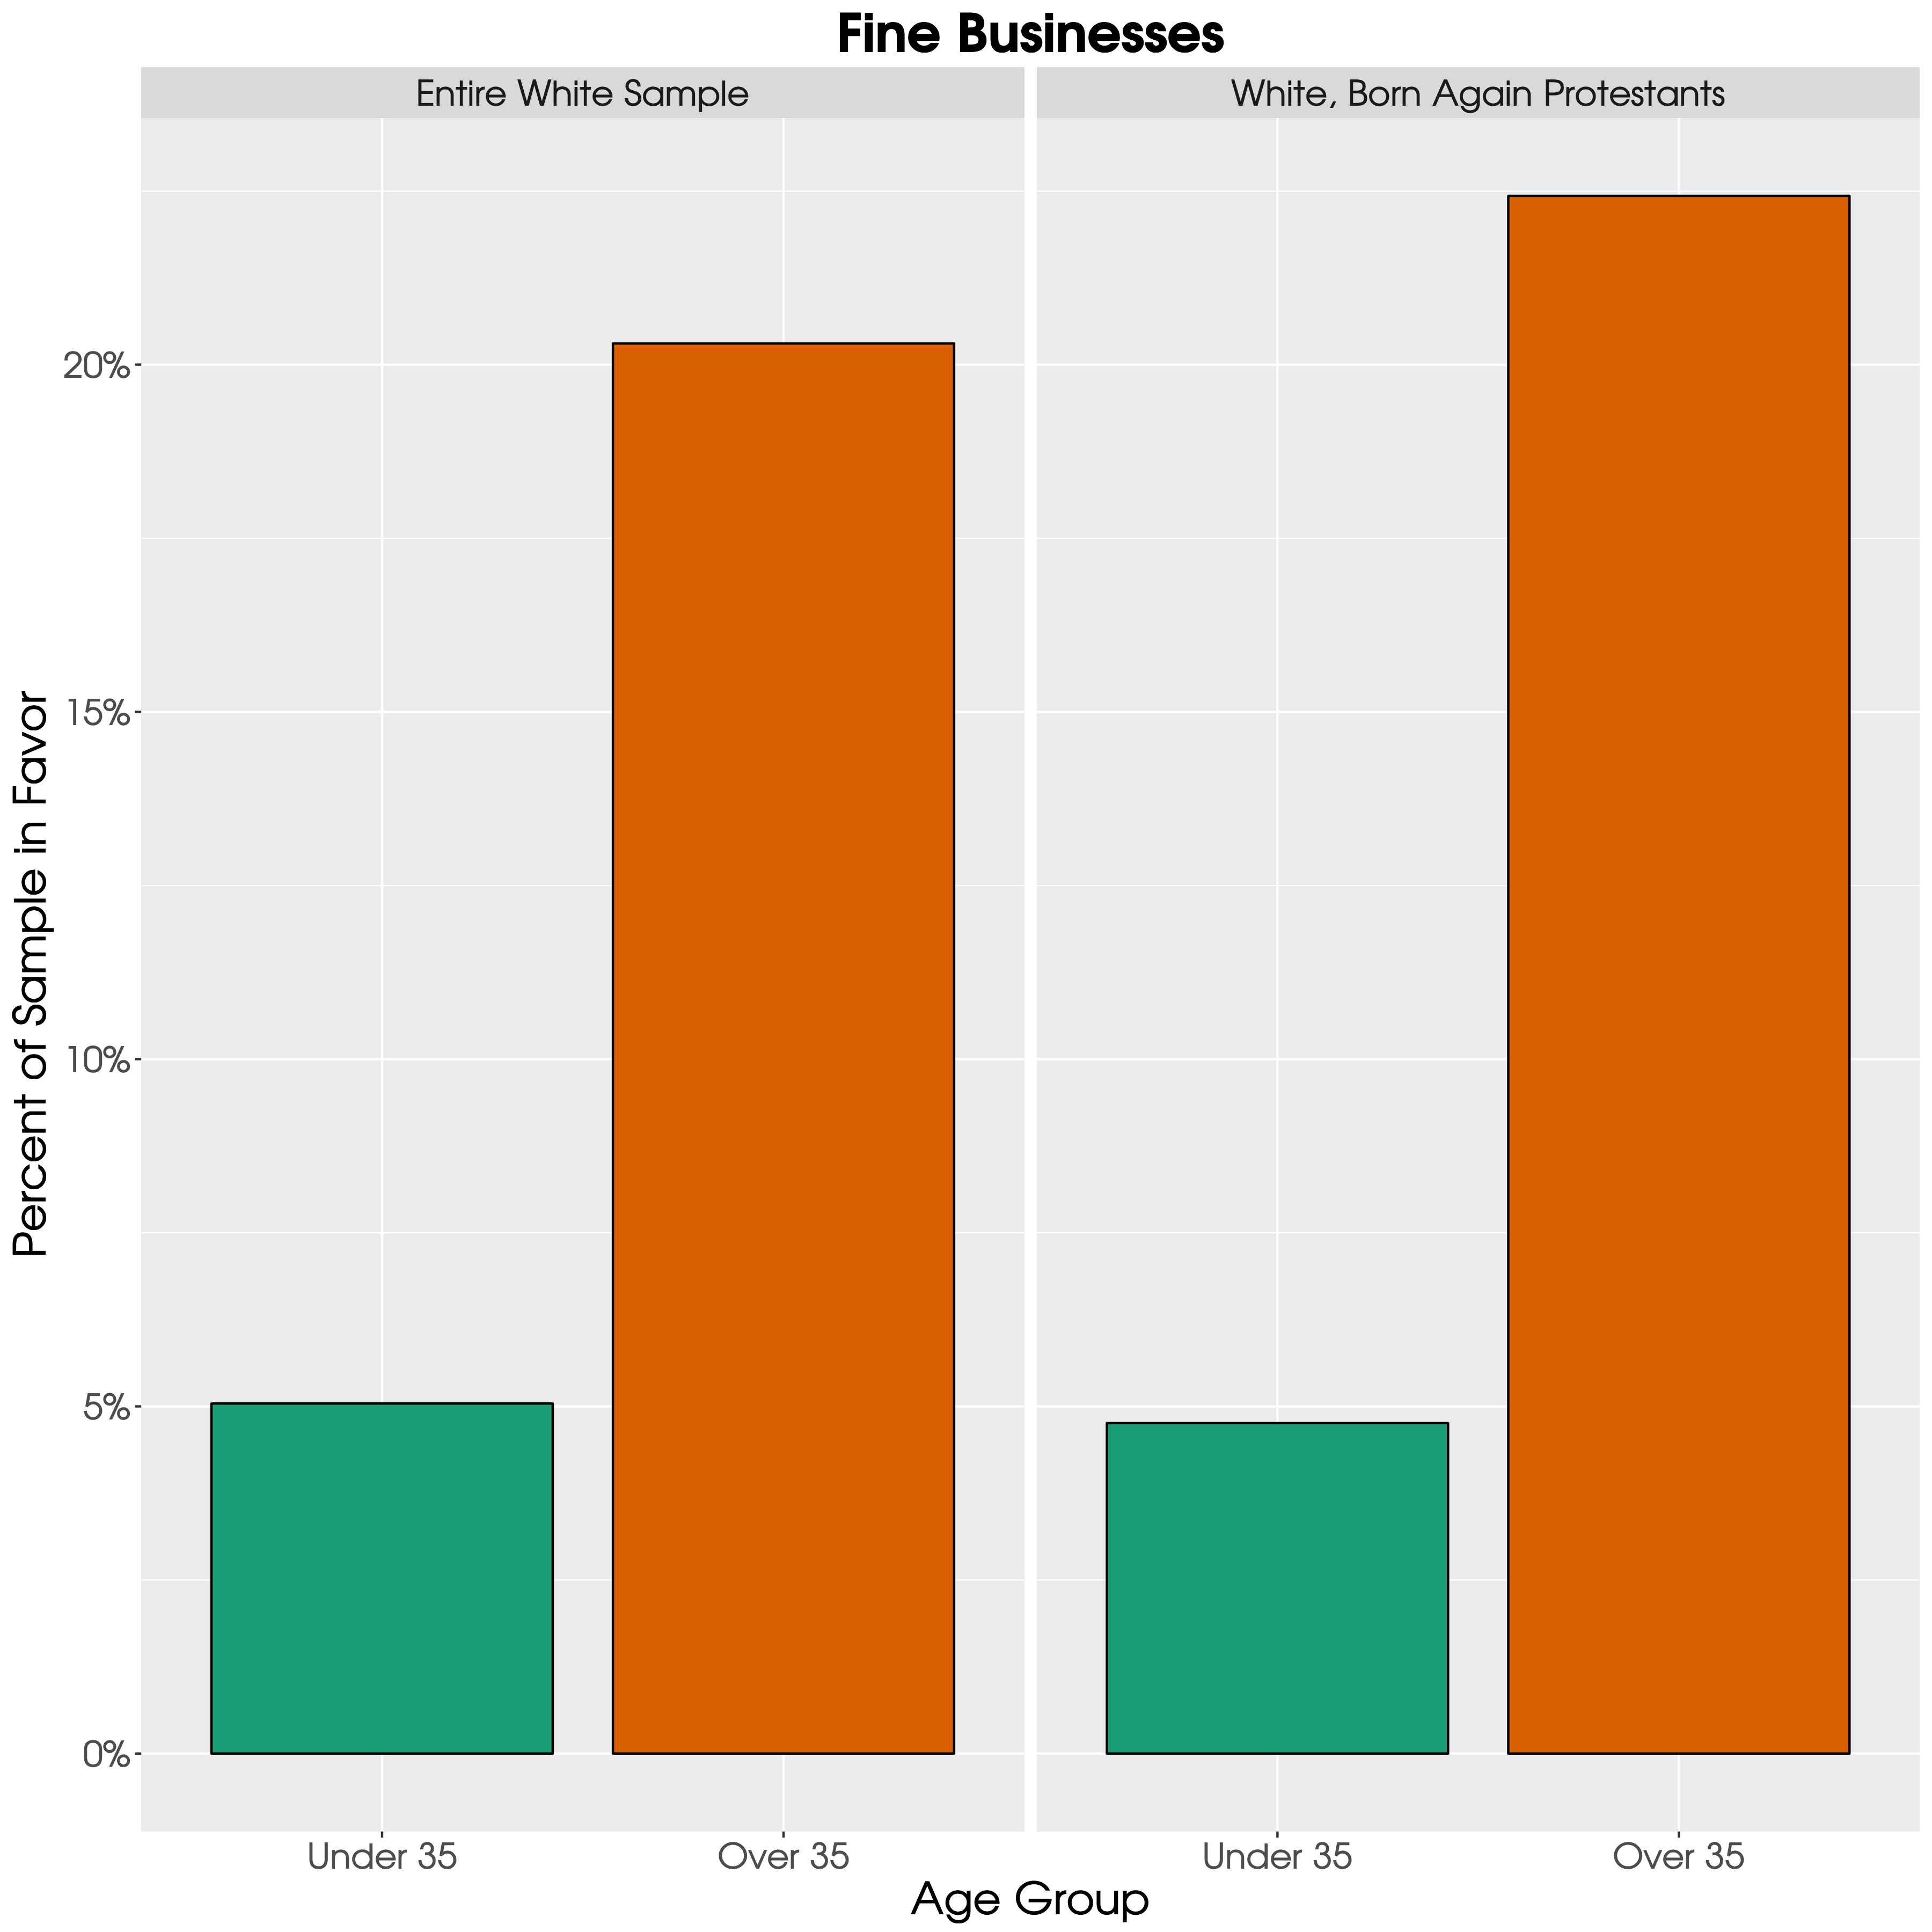 Fine Businesses
Entire White Sample
White, Born Again Protestants
Percent of Sample in Favor
20%
15%
10%
5%
0%
Under 35
Over 35
Under 35
Over 35
Age Group